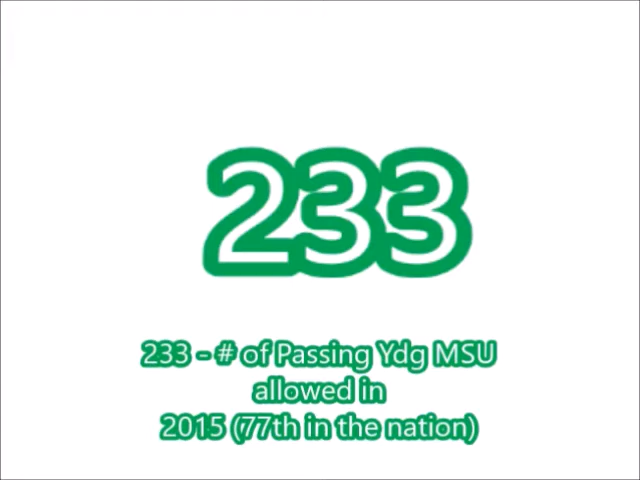 233
233 - # of Passing Ydg MSU
allowed in
2015 (77th in the nation)